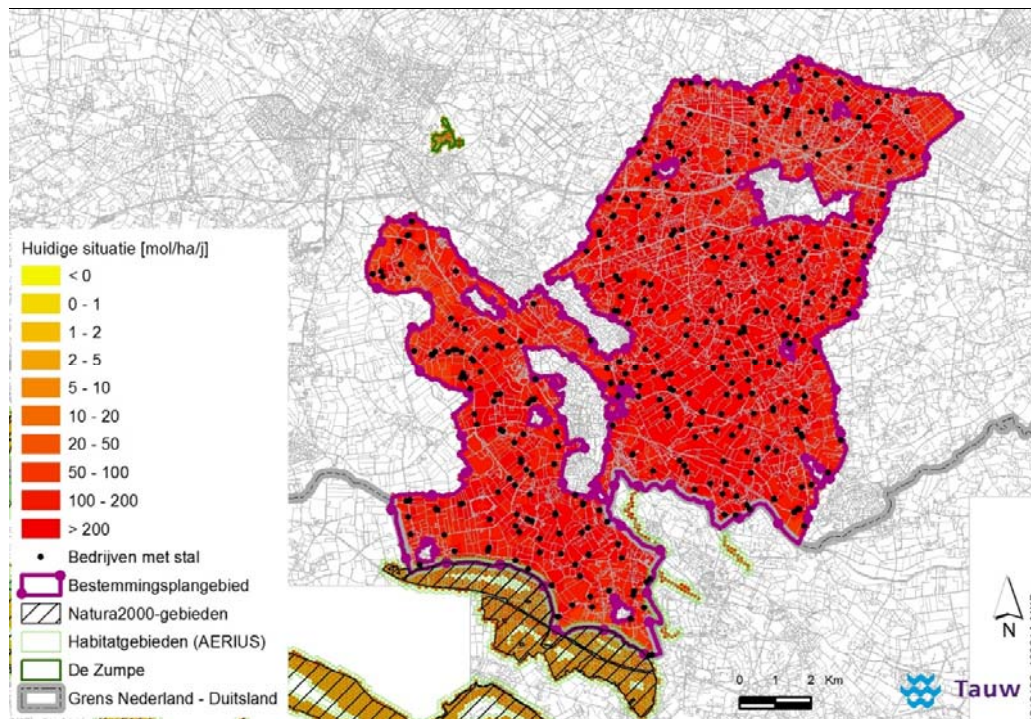 Huidige situatie [mol/ha/j]
< 0
0 - 1
1 - 2
2 - 5
5 - 10
10 - 20
20 - 50
50 - 100
100 - 200
> 200
Bedrijven met stal
Bestemmingsplangebied
Natura2000-gebieden
Habitatgebieden (AERIUS)
De Zumpe
Grens Nederland - Duitsland
0 1 2 Km
N
Tauw